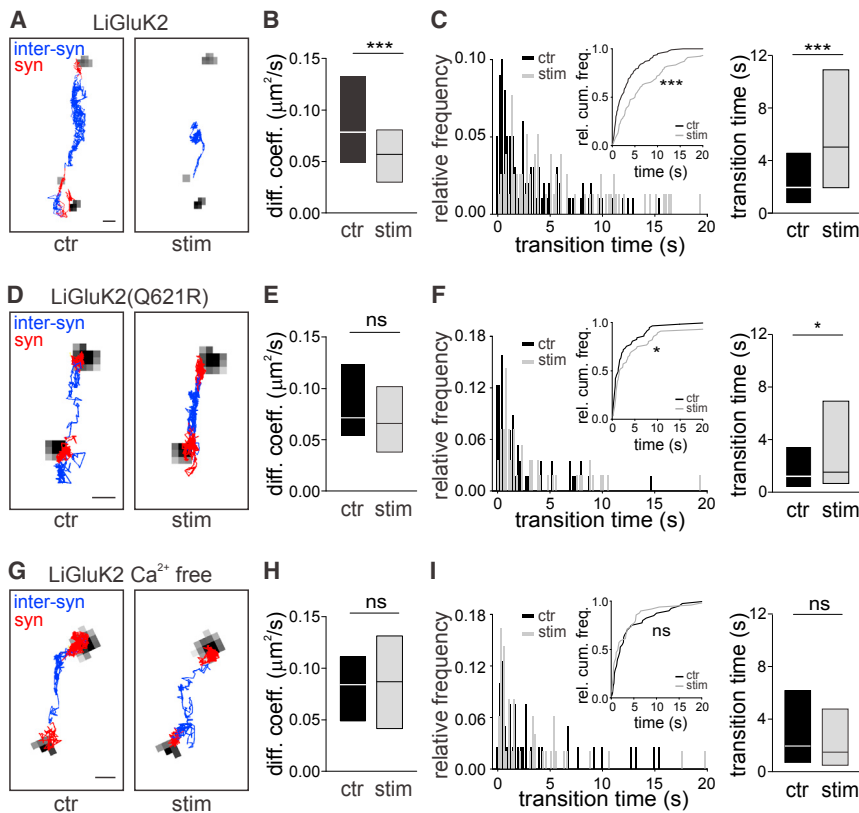 A
LiGluK2
inter-syn
syn
ctr
stim
B
diff. coeff. (μm²/s)
0.15
0.10
0.05
0.00
***
ctr
stim
C
relative frequency
0.10
0.05
0.00
ctr
stim
rel. cum. freq.
1.0
0.5
0.0
***
ctr
stim
0 5 10 15 20
time (s)
0 5 10 15 20
transition time (s)
transition time (s)
12
8
4
0
***
ctr
stim
D
LiGluK2(Q621R)
inter-syn
syn
ctr
stim
E
diff. coeff. (μm²/s)
0.15
0.10
0.05
0.00
ns
ctr
stim
F
relative frequency
0.18
0.12
0.06
0.00
ctr
stim
rel. cum. freq.
1.0
0.5
0.0
*
ctr
stim
0 5 10 15 20
time (s)
0 5 10 15 20
transition time (s)
transition time (s)
12
8
4
0
*
ctr
stim
G
LiGluK2 Ca²⁺ free
inter-syn
syn
ctr
stim
H
diff. coeff. (μm²/s)
0.15
0.10
0.05
0.00
ns
ctr
stim
I
relative frequency
0.18
0.12
0.06
0.00
ctr
stim
rel. cum. freq.
1.0
0.5
0.0
ns
ctr
stim
0 5 10 15 20
time (s)
0 5 10 15 20
transition time (s)
transition time (s)
12
8
4
0
ns
ctr
stim